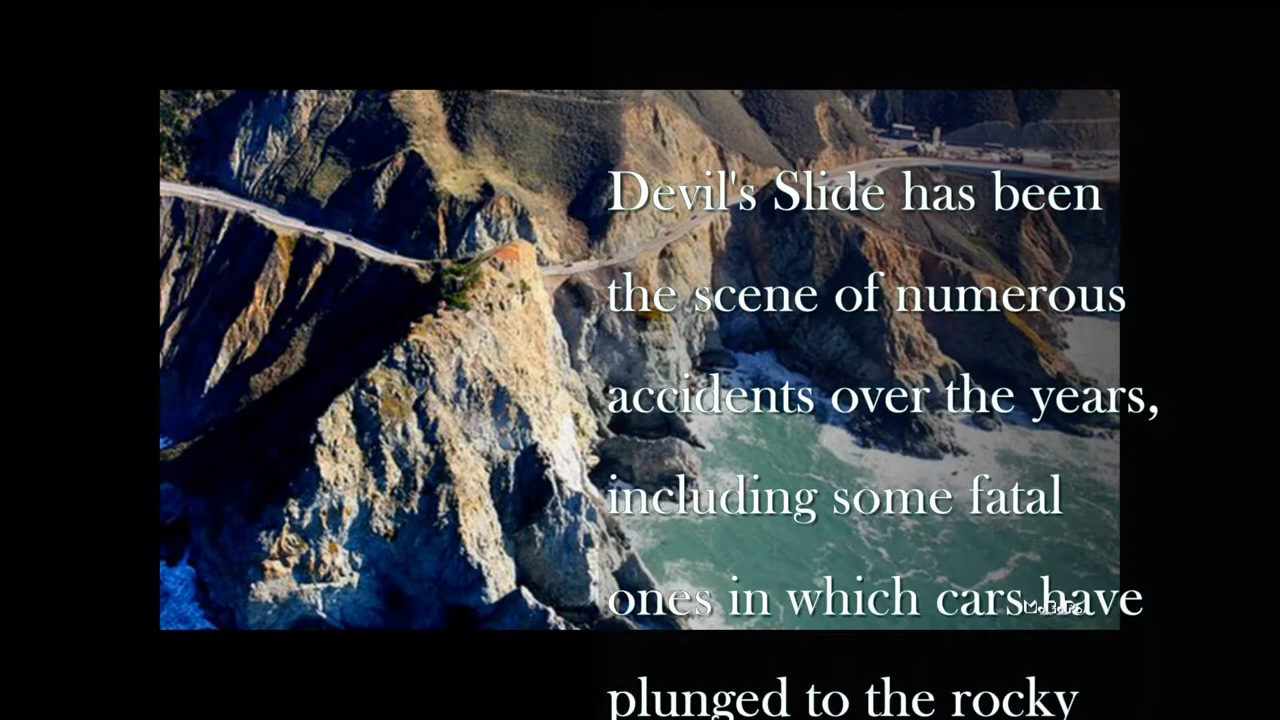 Devil's Slide has been
the scene of numerous
accidents over the years,
including some fatal
ones in which cars have
plunged to the rocky